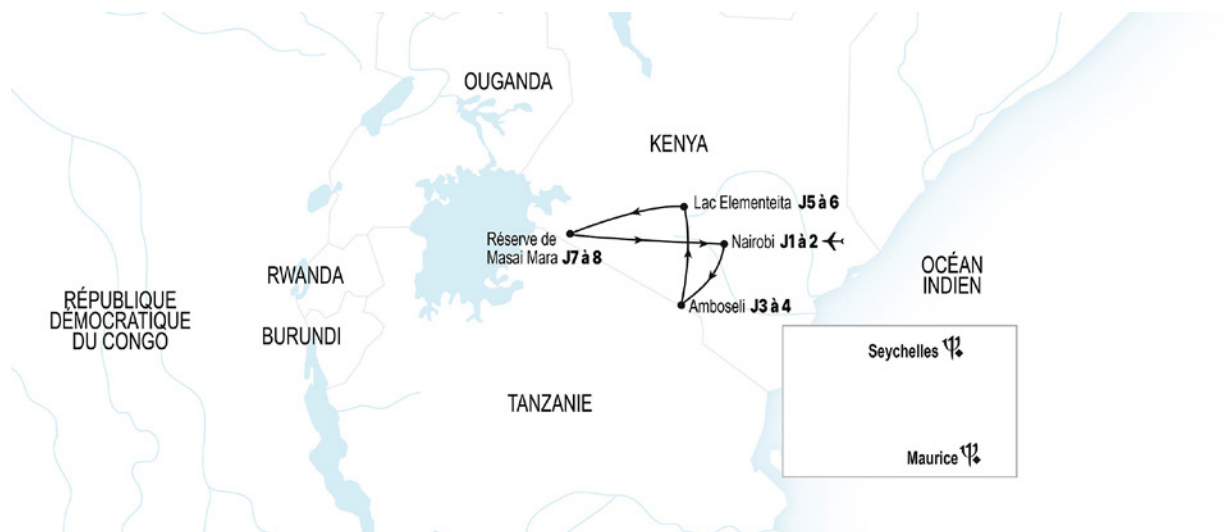 OUGANDA
KENYA
Lac Elementeita J5 à 6
Réserve de
Masai Mara J7 à 8
Nairobi J1 à 2
RWANDA
OCÉAN
INDIEN
RÉPUBLIQUE
DÉMOCRATIQUE
DU CONGO
Amboseli J3 à 4
BURUNDI
Seychelles
TANZANIE
Maurice